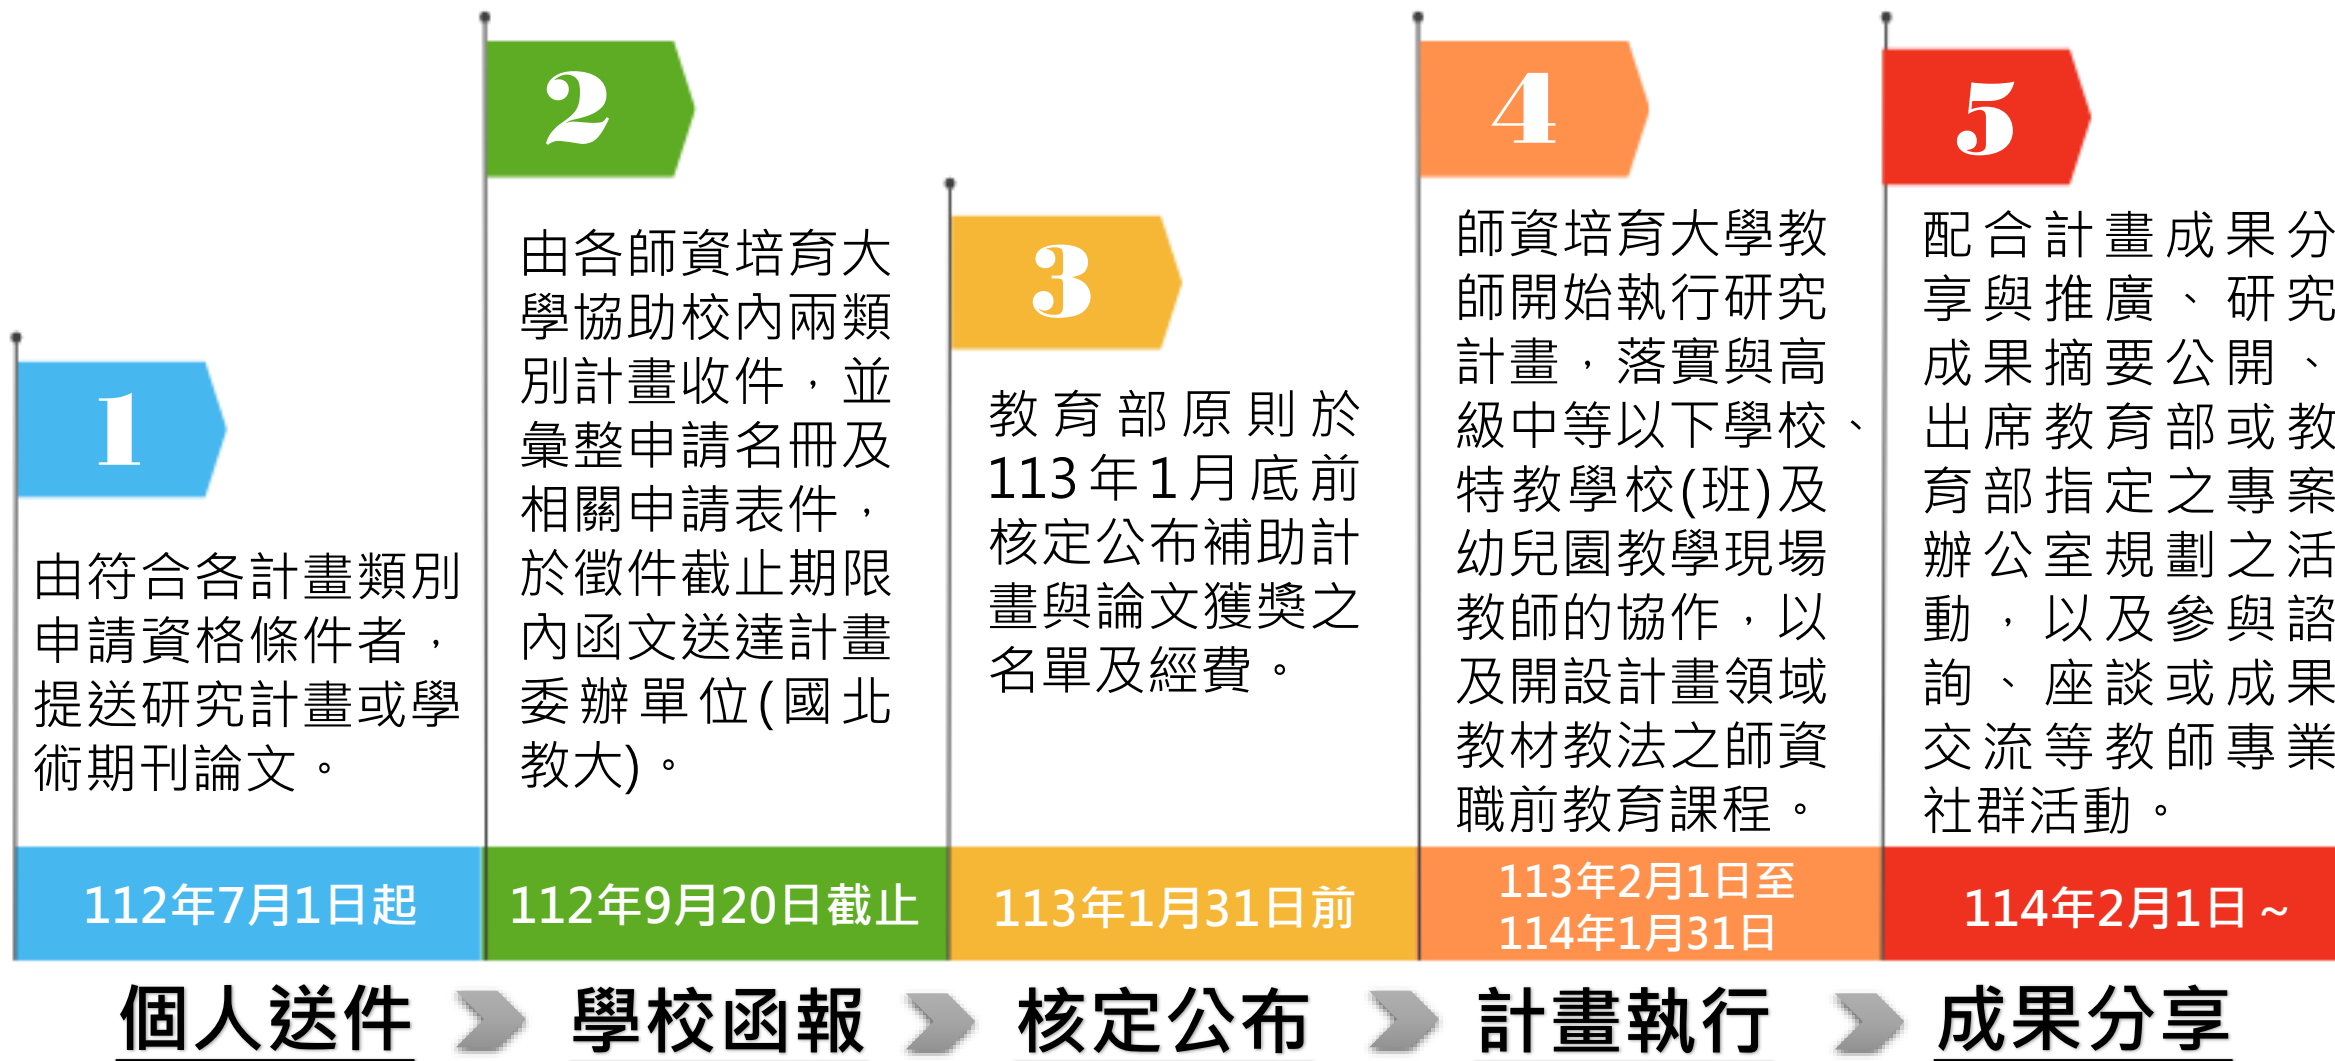 1
由符合各計畫類別
申請資格條件者，
提送研究計畫或學
術期刊論文。
112年7月1日起
個人送件
2
由各師資培育大
學協助校內兩類
別計畫收件，並
彙整申請名冊及
相關申請表件，
於徵件截止期限
內函文送達計畫
委辦單位(國北
教大)。
112年9月20日截止
學校函報
3
教育部原則於
113年1月底前
核定公布補助計
畫與論文獲獎之
名單及經費。
113年1月31日前
核定公布
4
師資培育大學教
師開始執行研究
計畫，落實與高
級中等以下學校、
特教學校(班)及
幼兒園教學現場
教師的協作，以
及開設計畫領域
教材教法之師資
職前教育課程。
113年2月1日至
114年1月31日
計畫執行
5
配合計畫成果分
享與推廣、研究
成果摘要公開、
出席教育部或教
育部指定之專案
辦公室規劃之活
動，以及參與諮
詢、座談或成果
交流等教師專業
社群活動。
114年2月1日~
成果分享